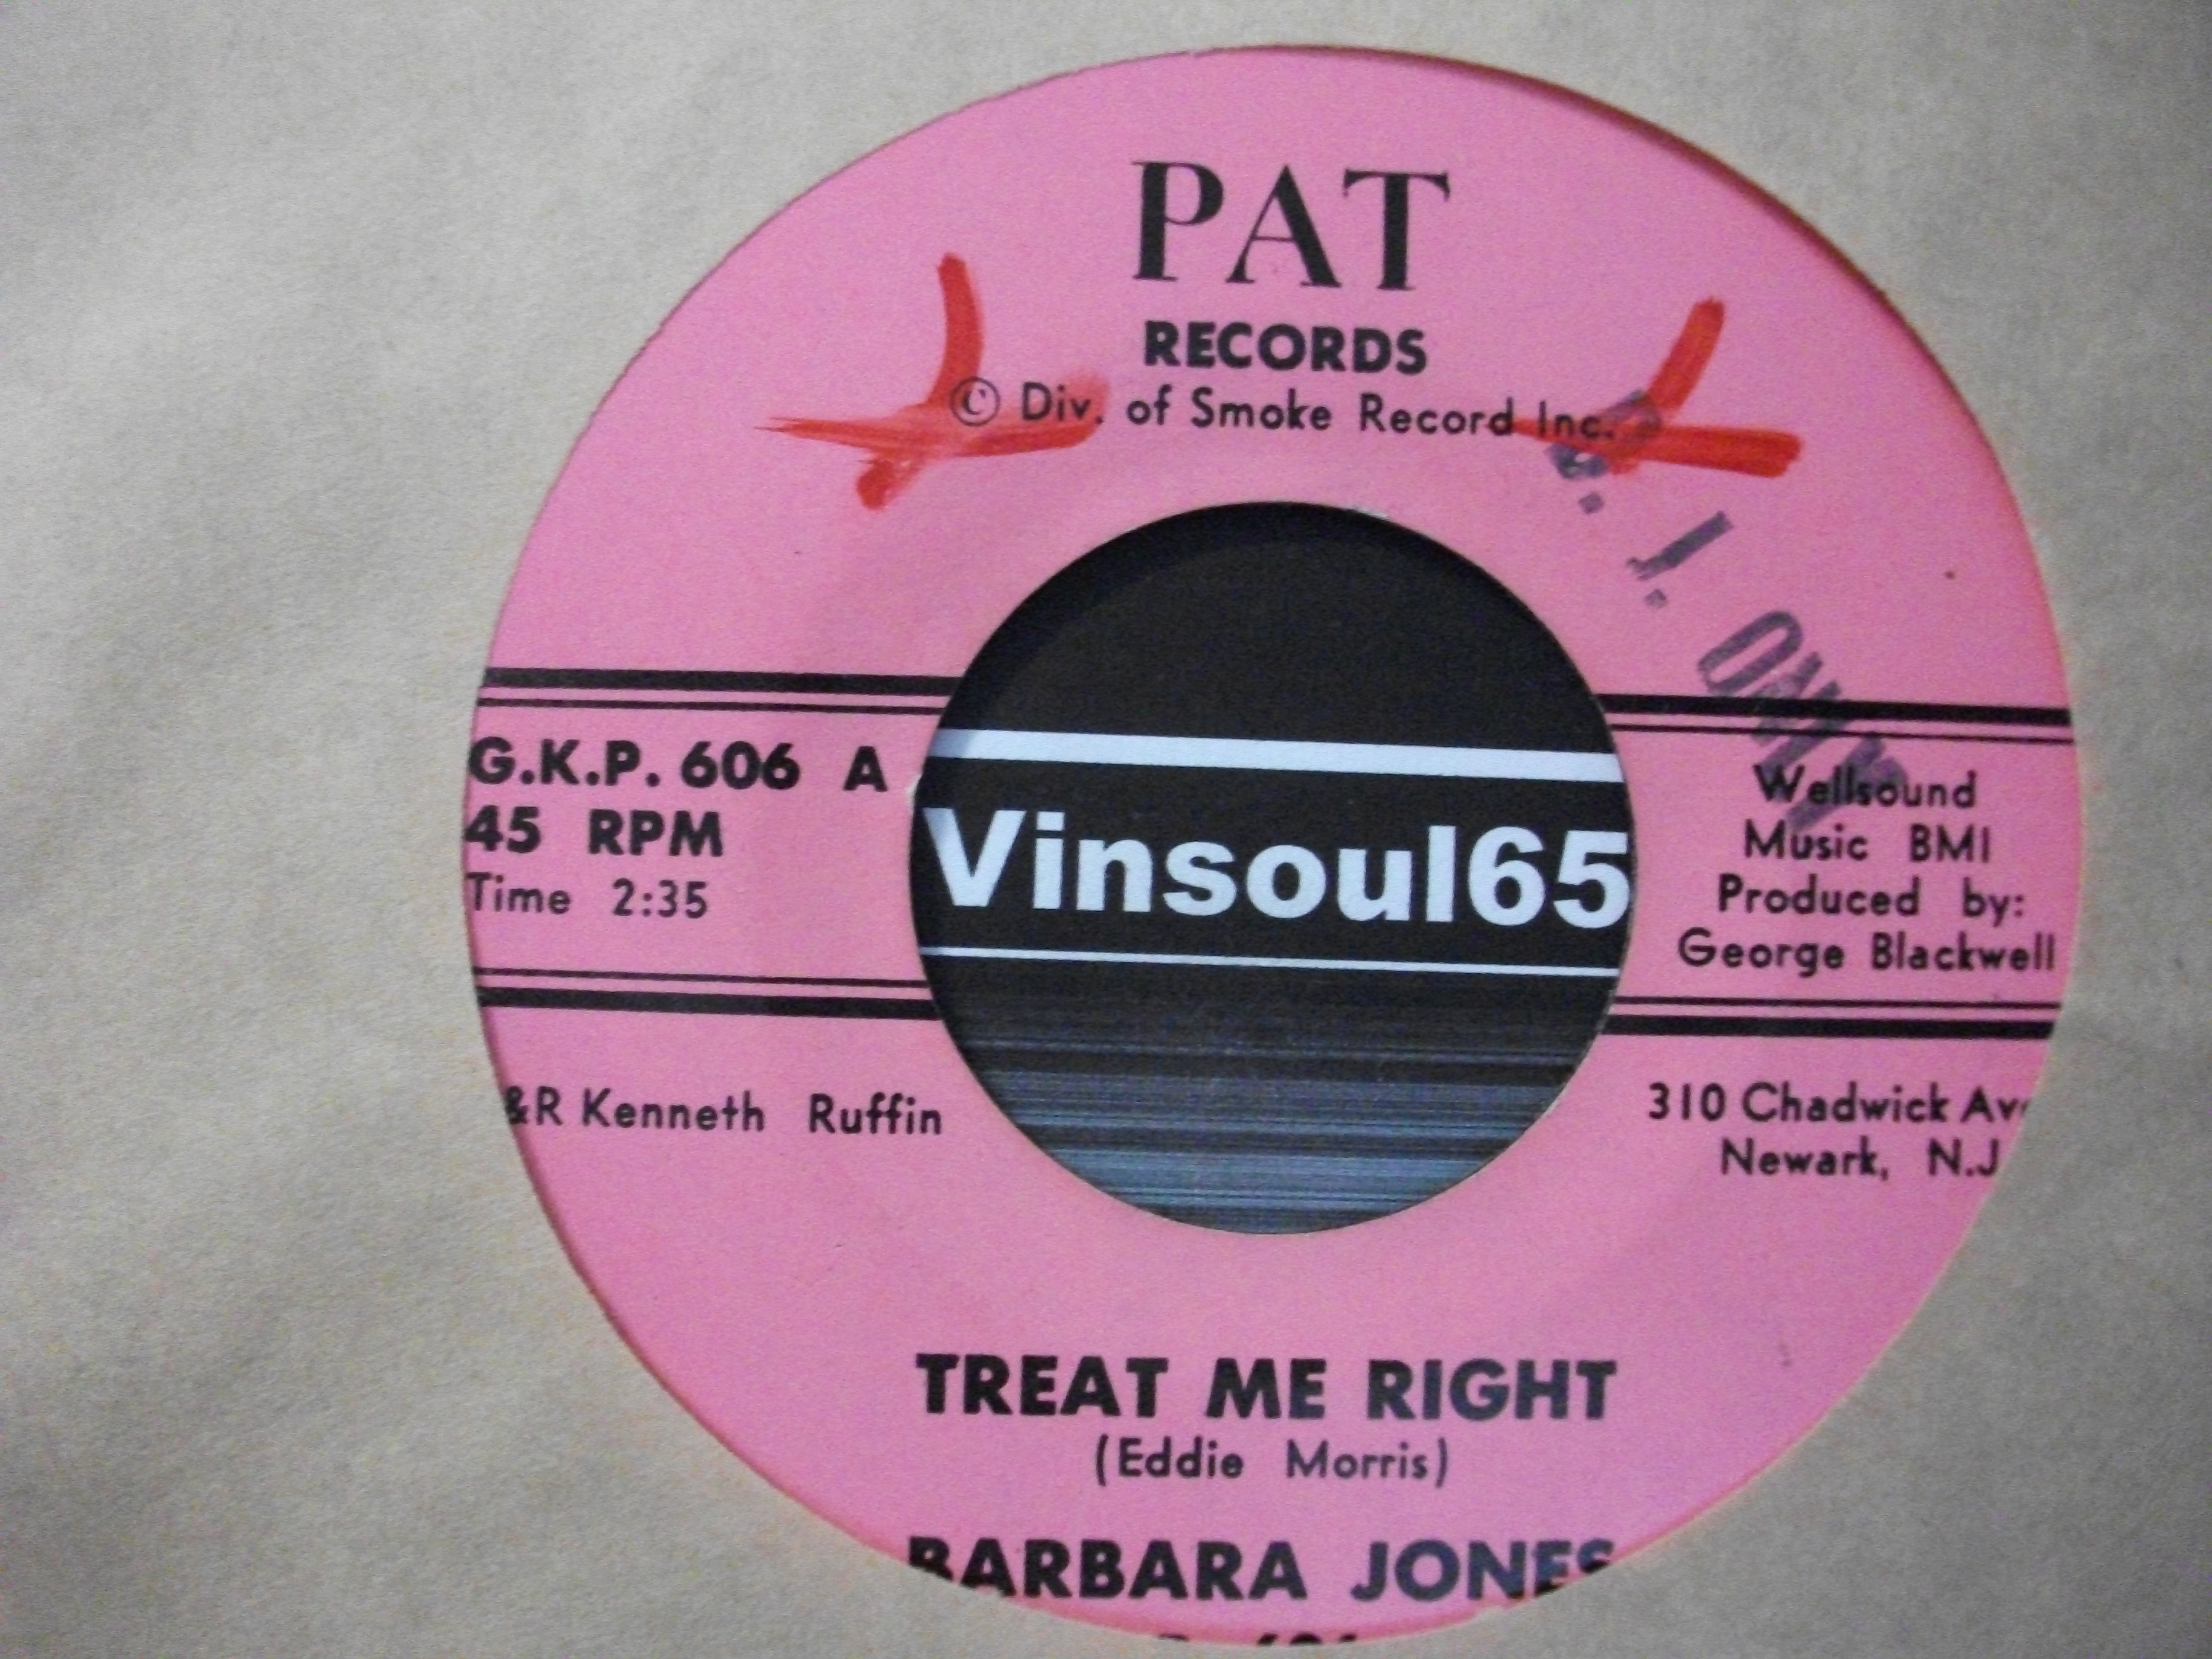 PAT
RECORDS
© Div. of Smoke Record Inc.
D. J. ONLY
G.K.P. 606 A
45 RPM
Time 2:35
Vinsoul65
Wellsound
Music BMI
Produced by:
George Blackwell
&R Kenneth Ruffin
310 Chadwick Av
Newark, N.J
TREAT ME RIGHT
(Eddie Morris)
BARBARA JONES